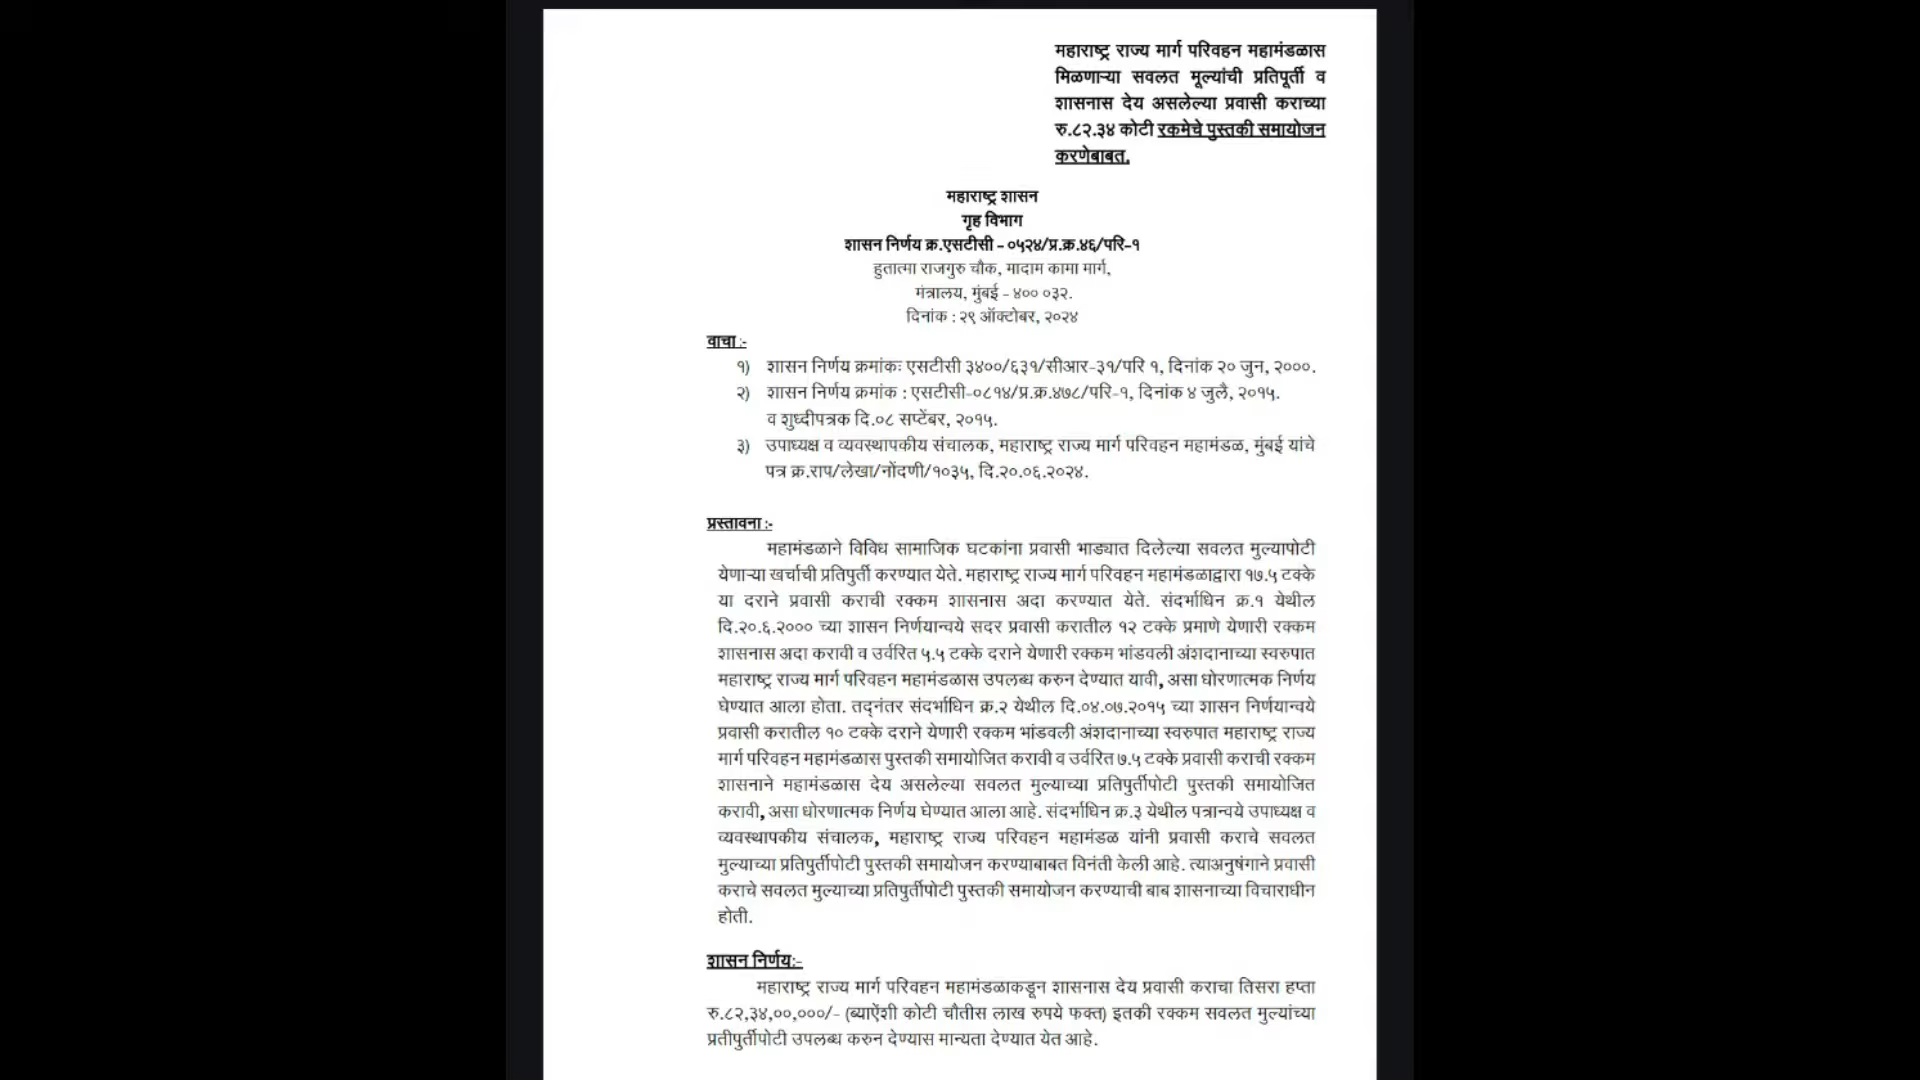 महाराष्ट्र राज्य मार्ग परिवहन महामंडळास
मिळणाऱ्या सवलत मूल्यांची प्रतिपूर्ती व
शासनास देय असलेल्या प्रवासी कराच्या
रु.८२.३४ कोटी रकमेचे पुस्तकी समायोजन
करणेबाबत.
महाराष्ट्र शासन
गृह विभाग
शासन निर्णय क्र.एसटीसी - ०५२४/प्र.क्र.४६/परि-१
हुतात्मा राजगुरु चौक, मादाम कामा मार्ग,
मंत्रालय, मुंबई - ४०० ०३२.
दिनांक : २९ ऑक्टोबर, २०२४
वाचा :-
१) शासन निर्णय क्रमांकः एसटीसी ३४००/६३१/सीआर-३१/परि १, दिनांक २० जुन, २०००.
२) शासन निर्णय क्रमांक : एसटीसी-०८१४/प्र.क्र.४७८/परि-१, दिनांक ४ जुलै, २०१५.
व शुध्दीपत्रक दि.०८ सप्टेंबर, २०१५.
३) उपाध्यक्ष व व्यवस्थापकीय संचालक, महाराष्ट्र राज्य मार्ग परिवहन महामंडळ, मुंबई यांचे
पत्र क्र.राप/लेखा/नोंदणी/१०३५, दि.२०.०६.२०२४.
प्रस्तावना :-
महामंडळाने विविध सामाजिक घटकांना प्रवासी भाड्यात दिलेल्या सवलत मुल्यापोटी
येणाऱ्या खर्चाची प्रतिपुर्ती करण्यात येते. महाराष्ट्र राज्य मार्ग परिवहन महामंडळाद्वारा १७.५ टक्के
या दराने प्रवासी कराची रक्कम शासनास अदा करण्यात येते. संदर्भाधिन क्र.१ येथील
दि.२०.६.२००० च्या शासन निर्णयान्वये सदर प्रवासी करातील १२ टक्के प्रमाणे येणारी रक्कम
शासनास अदा करावी व उर्वरित ५.५ टक्के दराने येणारी रक्कम भांडवली अंशदानाच्या स्वरुपात
महाराष्ट्र राज्य मार्ग परिवहन महामंडळास उपलब्ध करुन देण्यात यावी, असा धोरणात्मक निर्णय
घेण्यात आला होता. तद्नंतर संदर्भाधिन क्र.२ येथील दि.०४.०७.२०१५ च्या शासन निर्णयान्वये
प्रवासी करातील १० टक्के दराने येणारी रक्कम भांडवली अंशदानाच्या स्वरुपात महाराष्ट्र राज्य
मार्ग परिवहन महामंडळास पुस्तकी समायोजित करावी व उर्वरित ७.५ टक्के प्रवासी कराची रक्कम
शासनाने महामंडळास देय असलेल्या सवलत मुल्याच्या प्रतिपुर्तीपोटी पुस्तकी समायोजित
करावी, असा धोरणात्मक निर्णय घेण्यात आला आहे. संदर्भाधिन क्र.३ येथील पत्रान्वये उपाध्यक्ष व
व्यवस्थापकीय संचालक, महाराष्ट्र राज्य परिवहन महामंडळ यांनी प्रवासी कराचे सवलत
मुल्याच्या प्रतिपुर्तीपोटी पुस्तकी समायोजन करण्याबाबत विनंती केली आहे. त्याअनुषंगाने प्रवासी
कराचे सवलत मुल्याच्या प्रतिपुर्तीपोटी पुस्तकी समायोजन करण्याची बाब शासनाच्या विचाराधीन
होती.
शासन निर्णय:-
महाराष्ट्र राज्य मार्ग परिवहन महामंडळाकडून शासनास देय प्रवासी कराचा तिसरा हप्ता
रु.८२,३४,००,०००/- (ब्याऐंशी कोटी चौतीस लाख रुपये फक्त) इतकी रक्कम सवलत मुल्यांच्या
प्रतीपुर्तीपोटी उपलब्ध करुन देण्यास मान्यता देण्यात येत आहे.